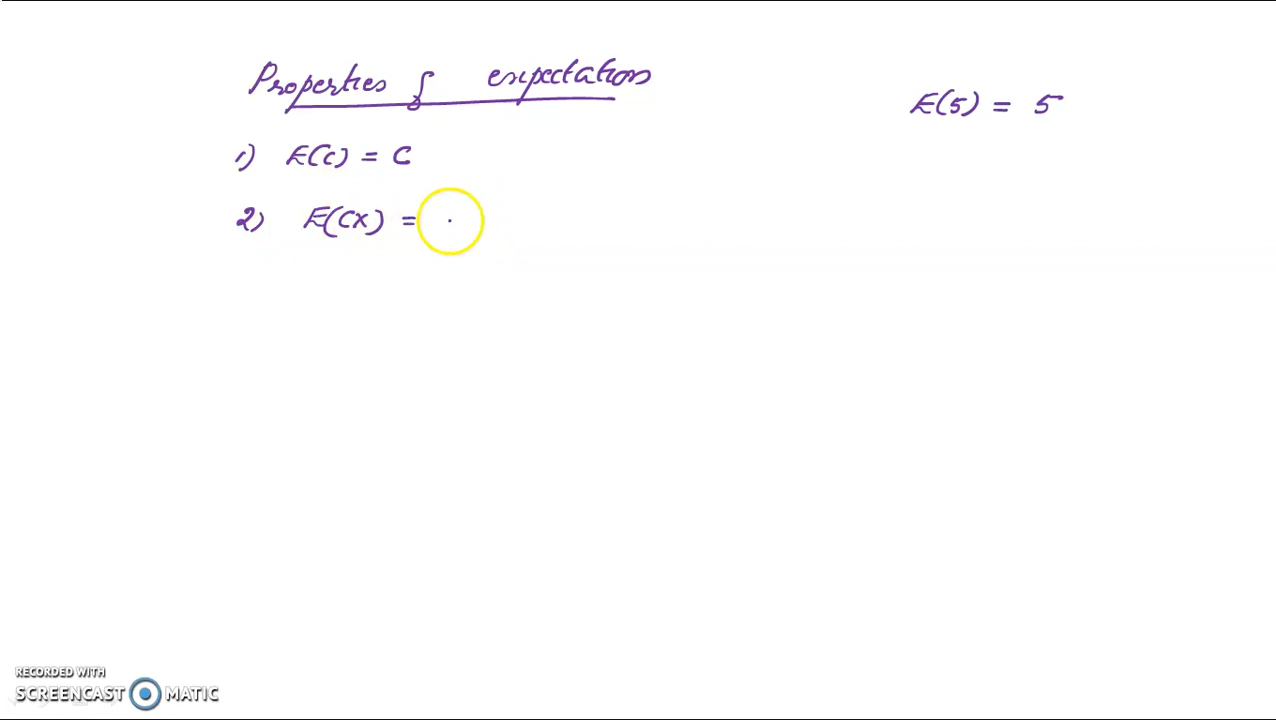 Properties of expectation
E(5) = 5
1) E(C) = C
2) E(CX) =
RECORDED WITH
SCREENCAST MATIC